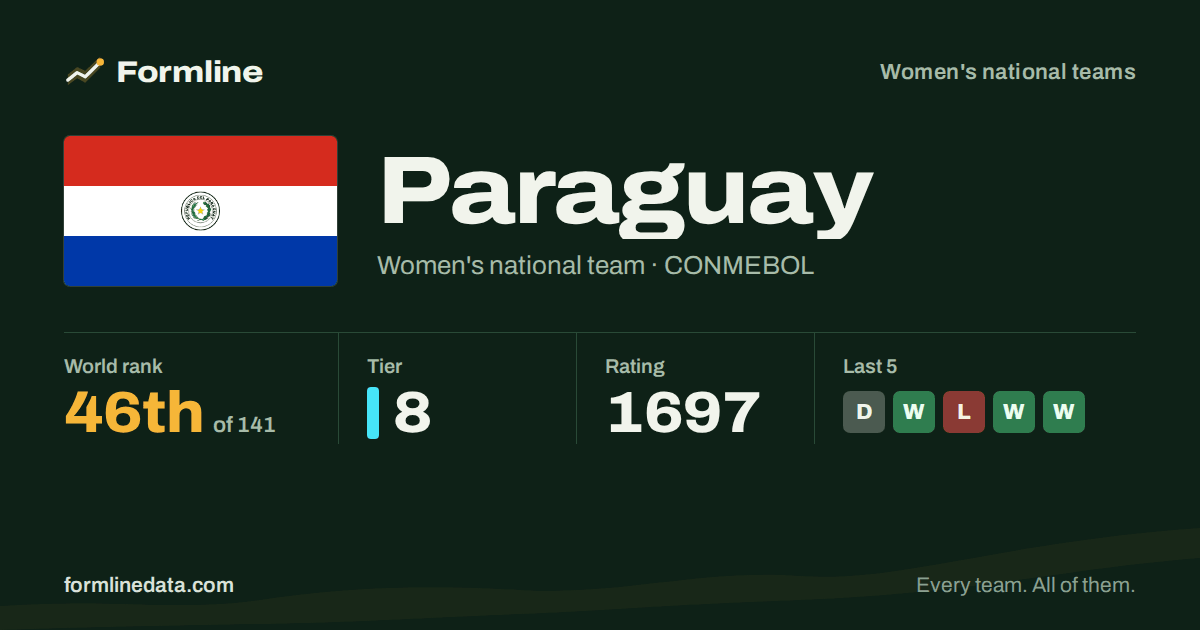 Formline
Women's national teams
Paraguay
Women's national team · CONMEBOL
World rank
46th of 141
Tier
8
Rating
1697
Last 5
D W L W W
formlinedata.com
Every team. All of them.